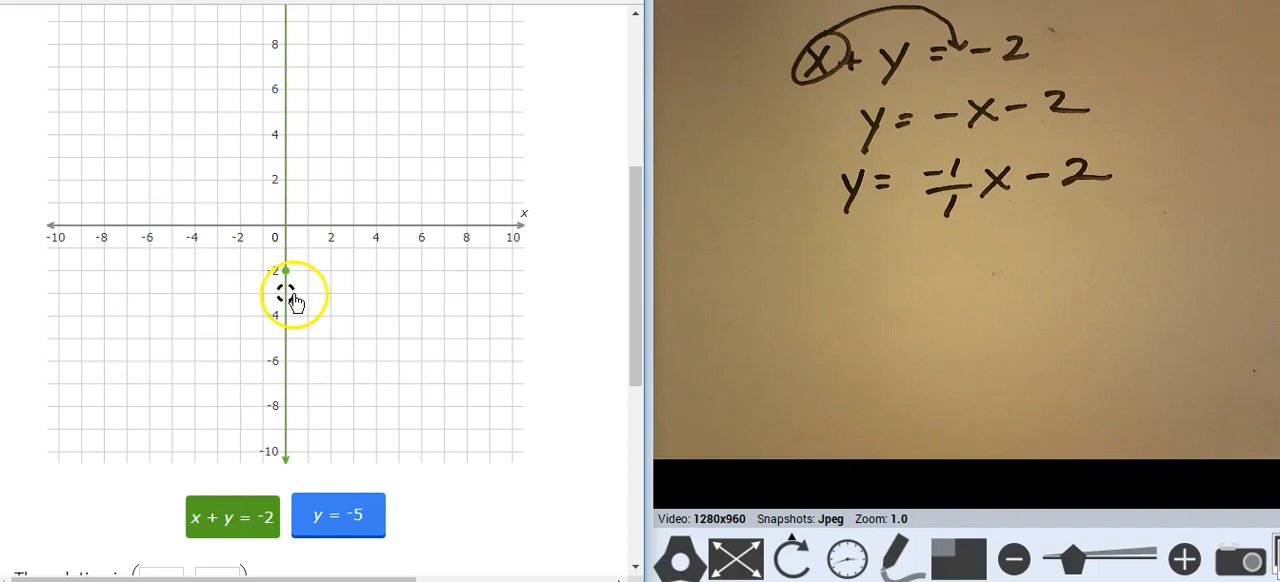 8
6
4
2
x
-10 -8 -6 -4 -2 0 2 4 6 8 10
-2
4
-6
-8
-10
x + y = -2
y = -5
x + y = -2
y = -x - 2
y = -1/1 x - 2
Video: 1280x960 Snapshots: Jpeg Zoom: 1.0